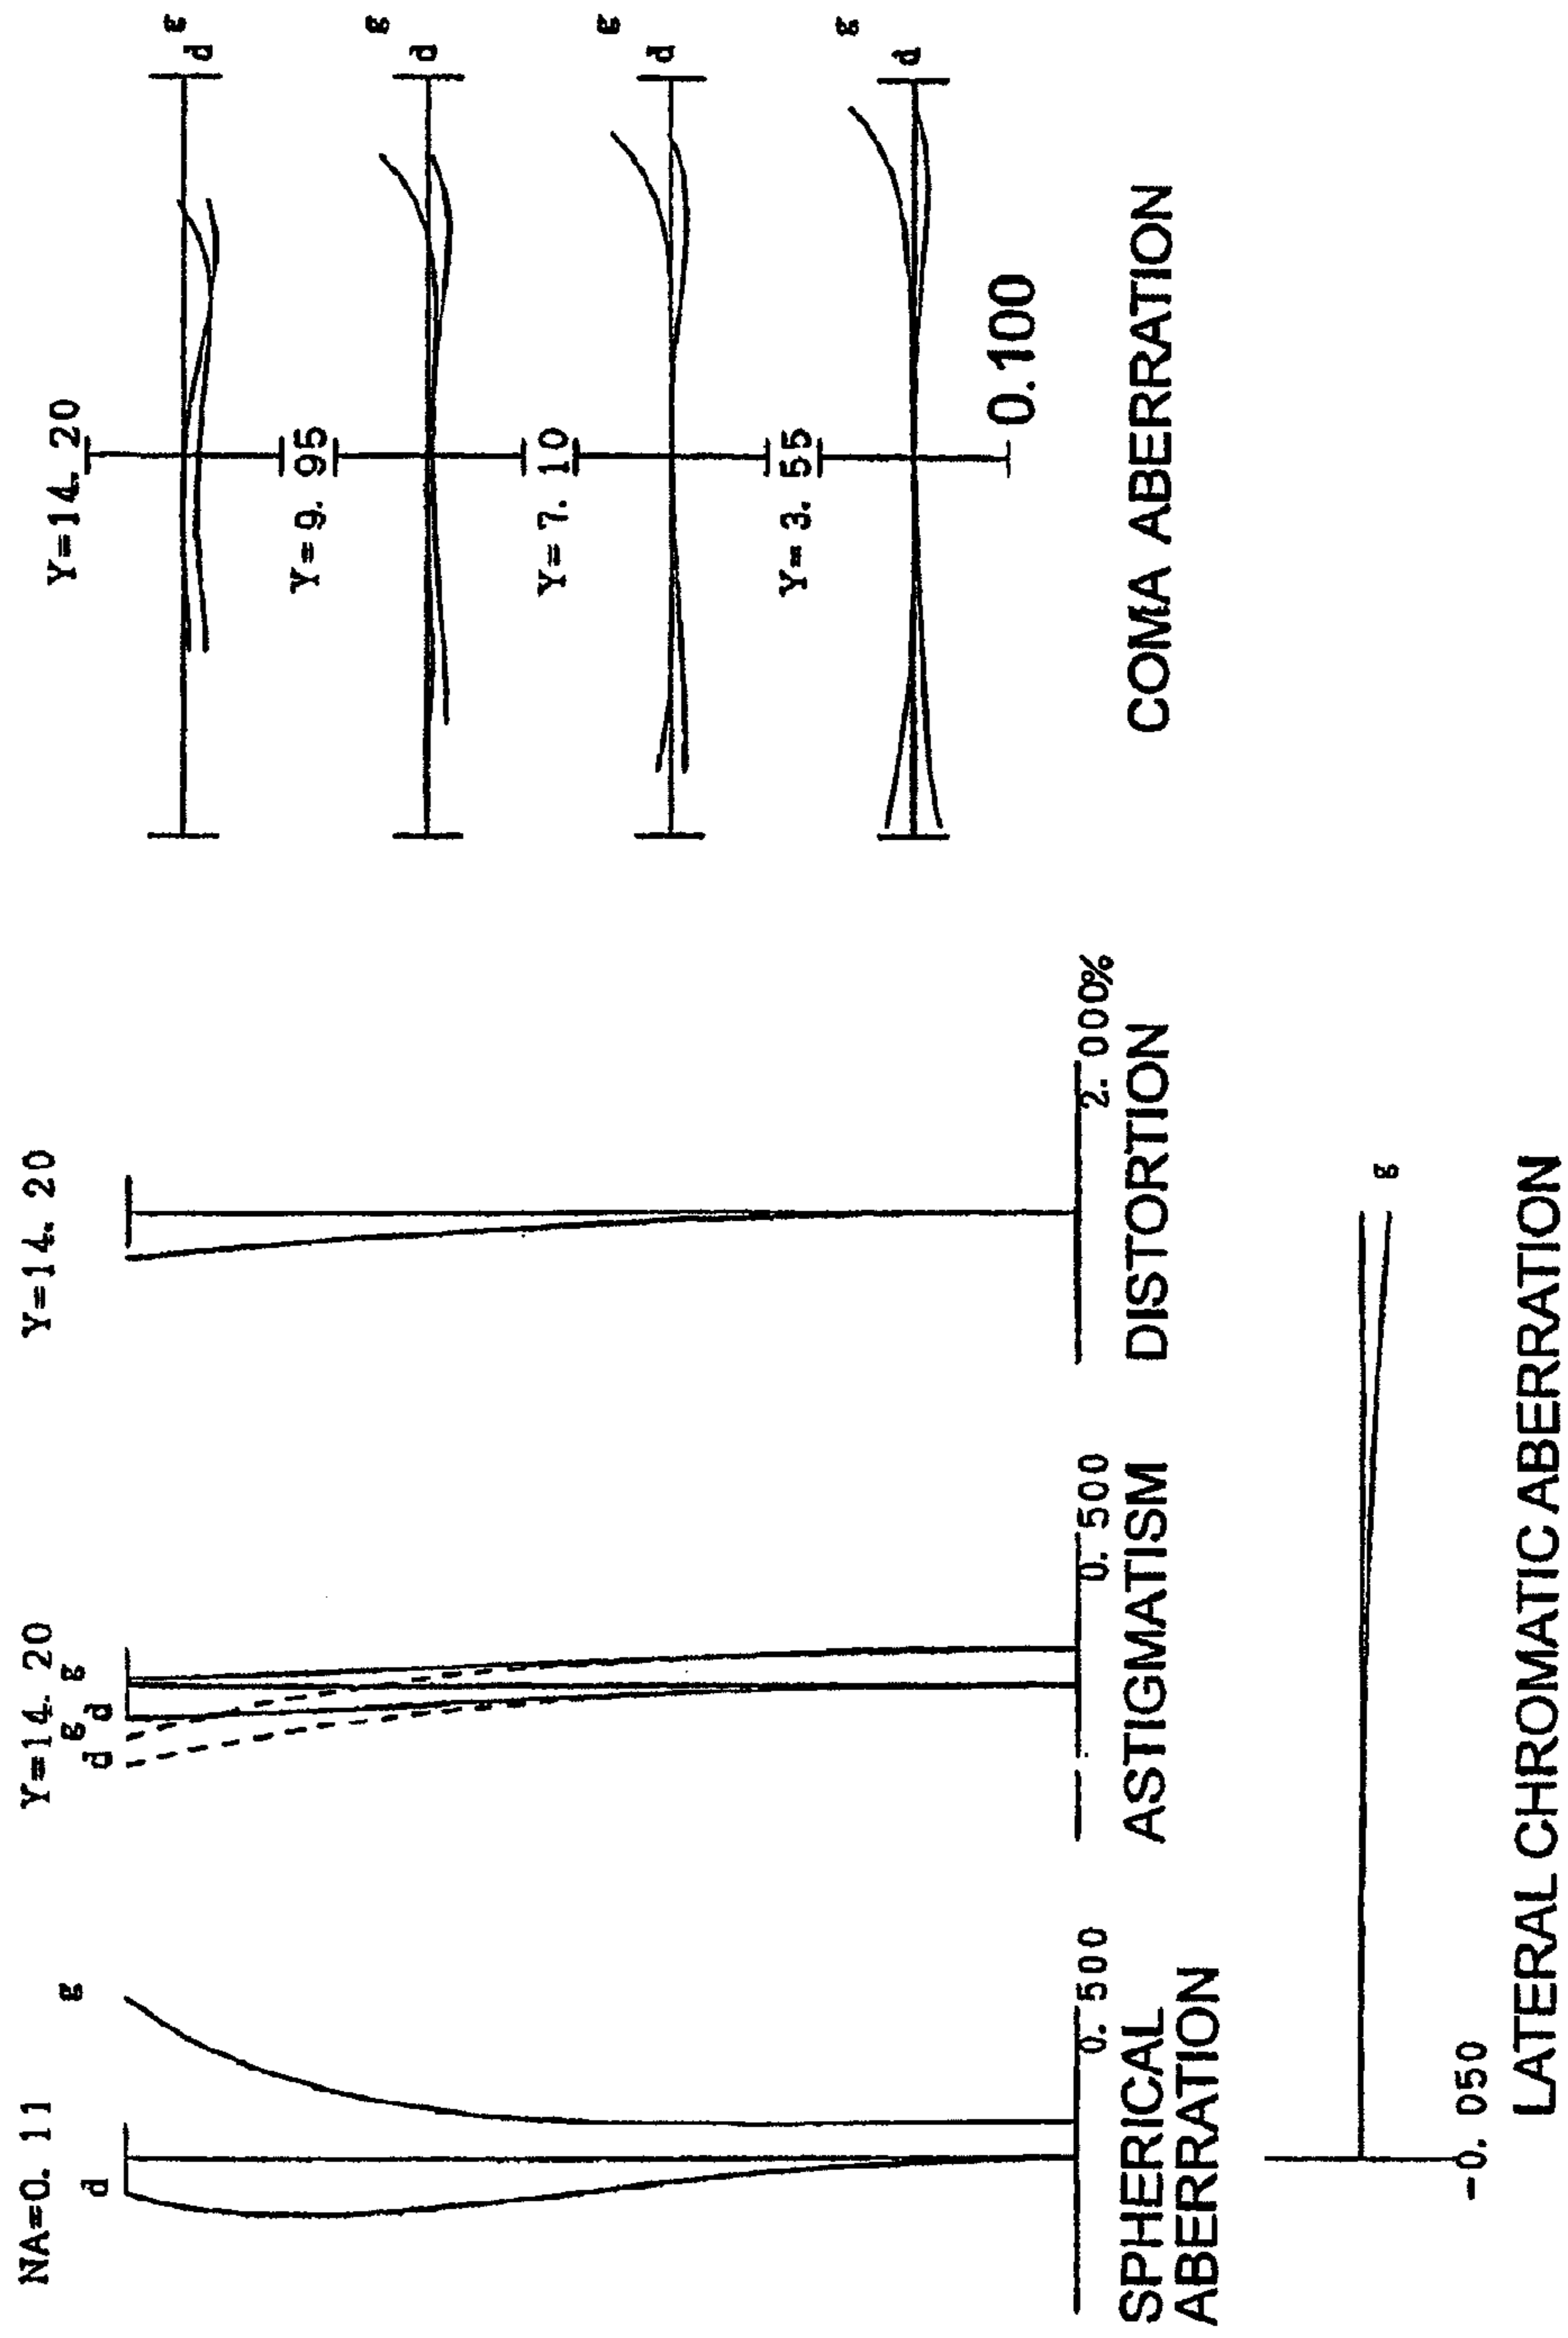 NA=0. 11
d
g
0. 500
SPHERICAL
ABERRATION
Y=14. 20
d
g
d
g
0. 500
ASTIGMATISM
Y=14. 20
2. 000%
DISTORTION
Y=14. 20
g
d
Y=9. 95
g
d
Y=7. 10
g
d
Y=3. 55
g
d
0.100
COMA ABERRATION
g
-0. 050
LATERAL CHROMATIC ABERRATION